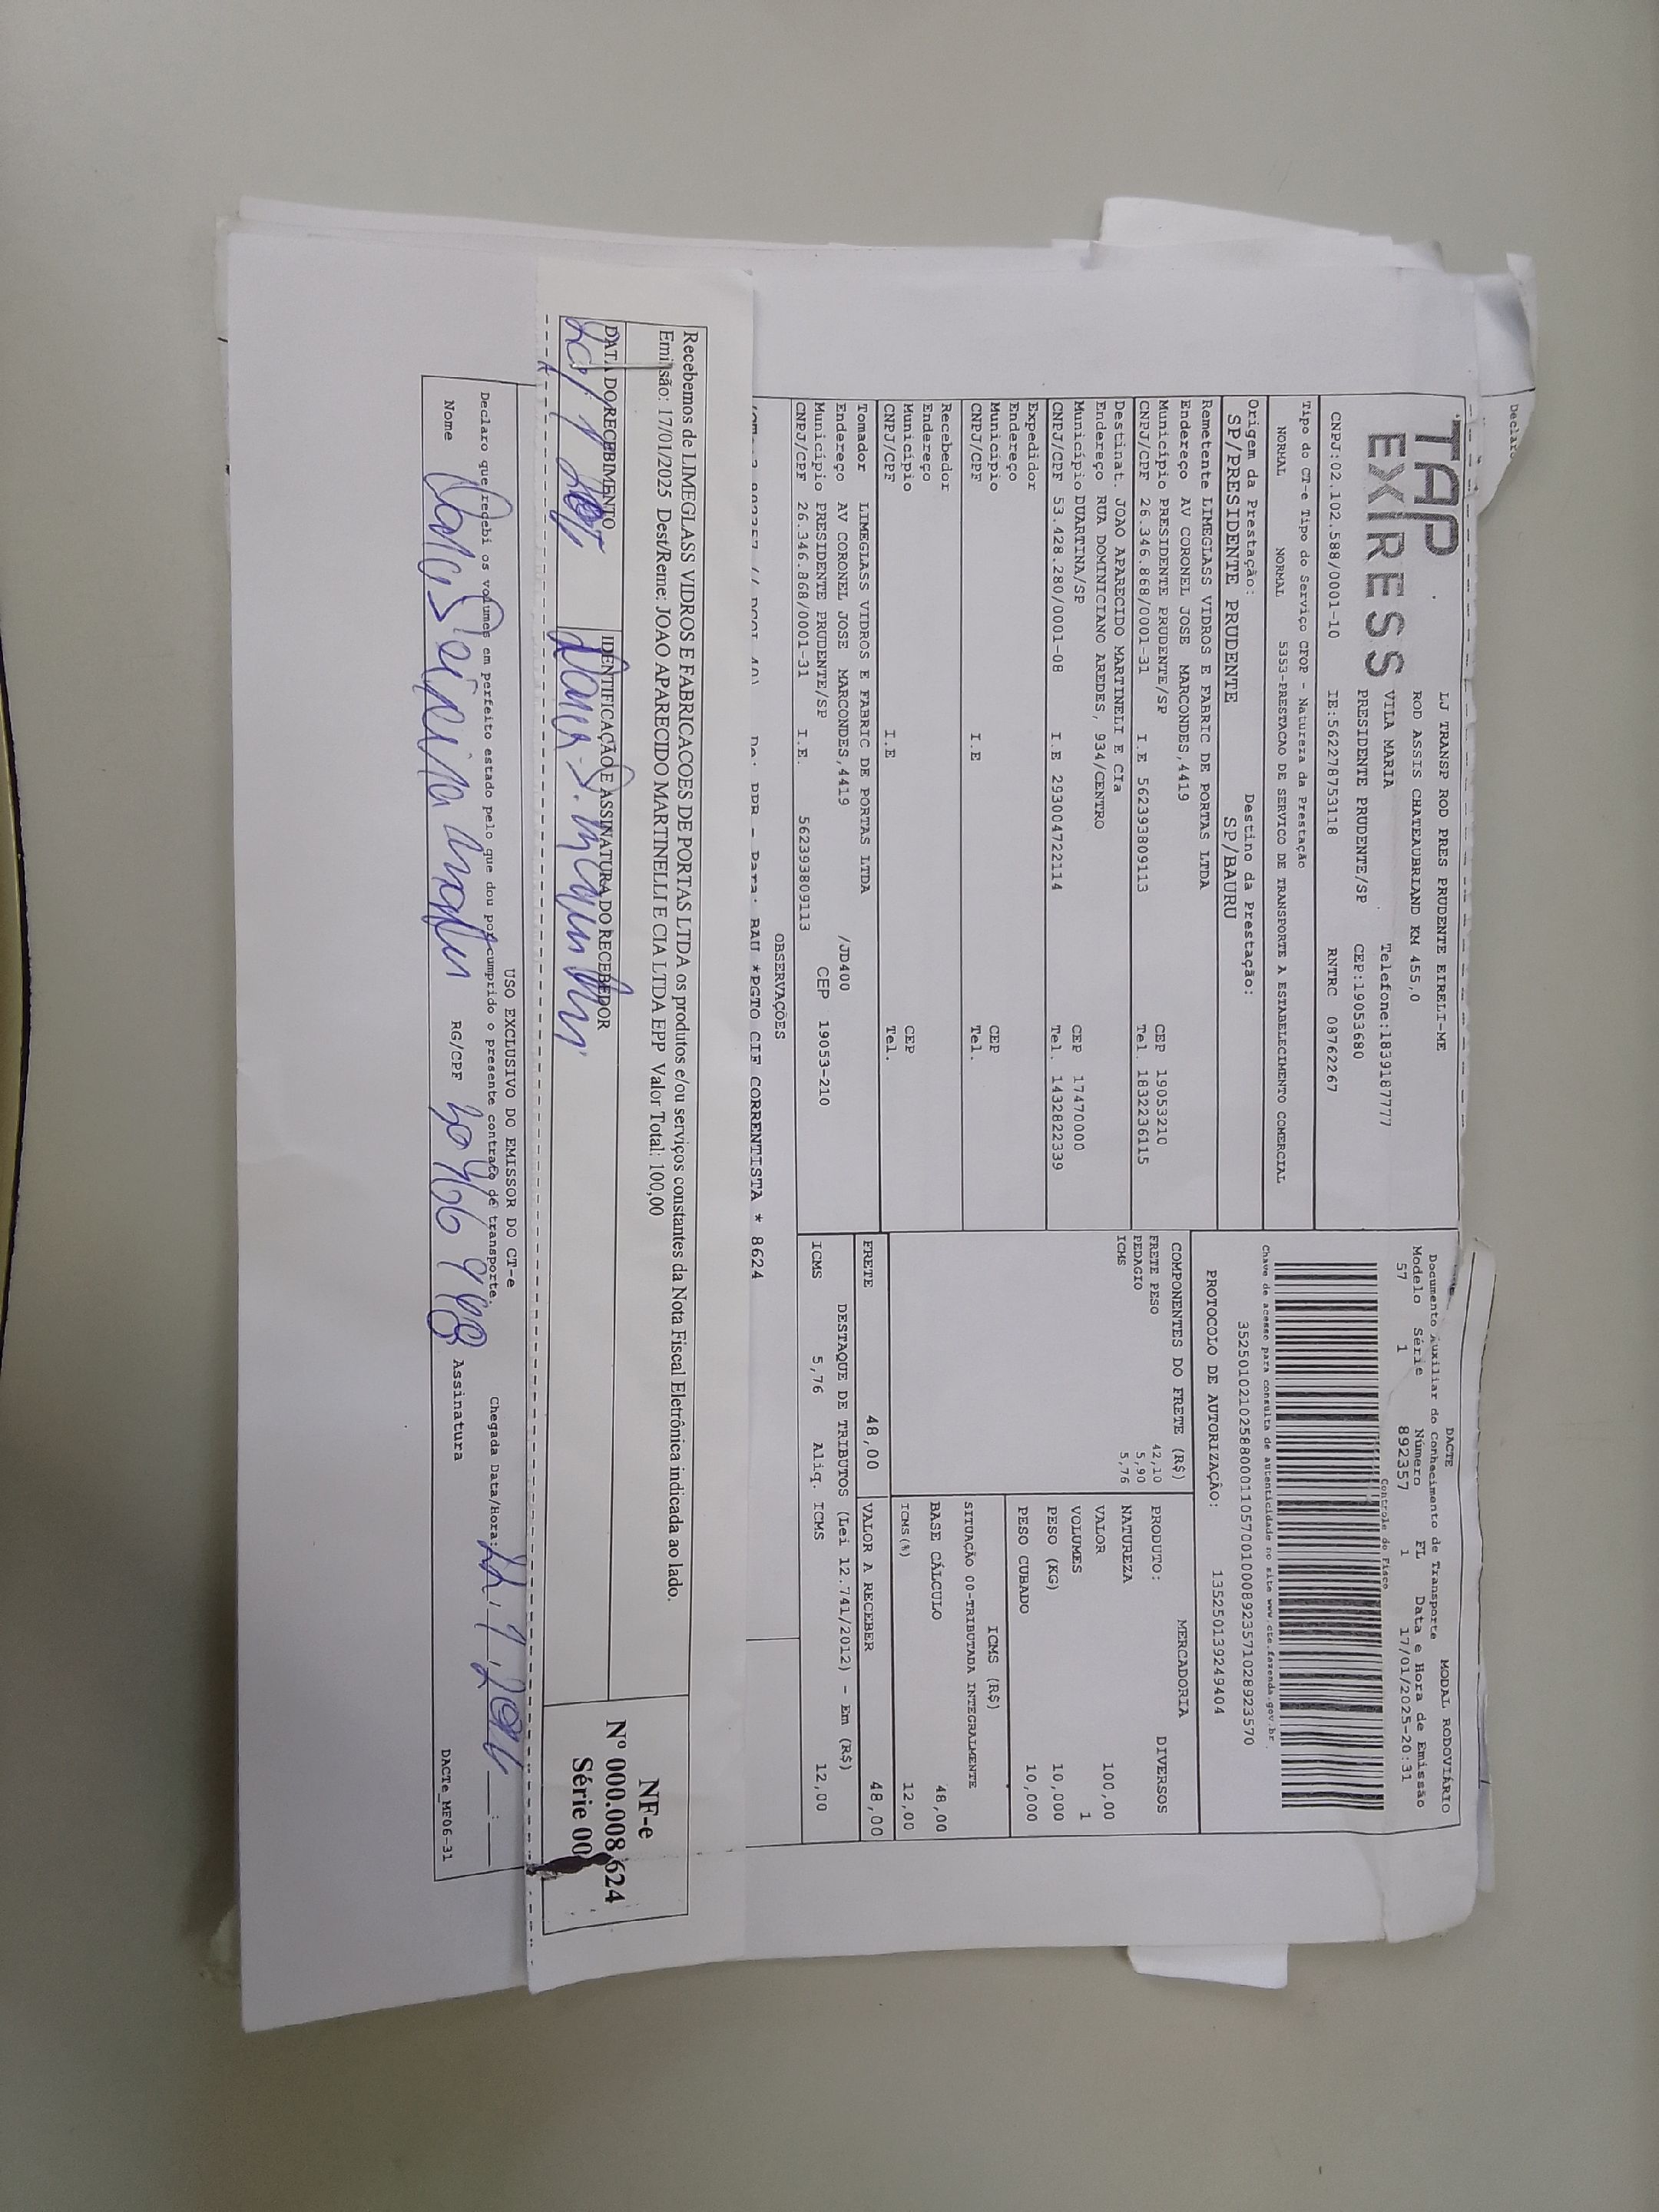 Declaro
TAP
EXPRESS
LJ TRANSP ROD PRES PRUDENTE EIRELI-ME
ROD ASSIS CHATEAUBRIAND KM 455,0
VILA MARIA Telefone:1839187777
PRESIDENTE PRUDENTE/SP CEP:19053680
CNPJ:02.102.588/0001-10 IE:562278753118 RNTRC 08762267
Tipo do CT-e Tipo do Serviço CFOP - Natureza da Prestação
NORMAL NORMAL 5353-PRESTACAO DE SERVICO DE TRANSPORTE A ESTABELECIMENTO COMERCIAL
Origem da Prestação: Destino da Prestação:
SP/PRESIDENTE PRUDENTE SP/BAURU
Remetente LIMEGLASS VIDROS E FABRIC DE PORTAS LTDA
Endereço AV CORONEL JOSE MARCONDES,4419
Município PRESIDENTE PRUDENTE/SP CEP 19053210
CNPJ/CPF 26.346.868/0001-31 I.E 562393809113 Tel. 1832236115
Destinat. JOAO APARECIDO MARTINELI E CIa
Endereço RUA DOMINICIANO AREDES, 934/CENTRO
Município DUARTINA/SP CEP 17470000
CNPJ/CPF 53.428.280/0001-08 I.E 293004722114 Tel. 1432822339
Expedidor
Endereço
Município CEP
CNPJ/CPF I.E Tel.
Recebedor
Endereço
Município CEP
CNPJ/CPF I.E Tel.
Tomador LIMEGLASS VIDROS E FABRIC DE PORTAS LTDA
Endereço AV CORONEL JOSE MARCONDES,4419 /JD400
Município PRESIDENTE PRUDENTE/SP CEP 19053-210
CNPJ/CPF 26.346.868/0001-31 I.E. 562393809113
OBSERVAÇÕES
BAU *PGTO CIF CORRENTISTA * 8624
DACTE MODAL RODOVIÁRIO
Documento Auxiliar do Conhecimento de Transporte
Modelo Série Número FL Data e Hora de Emissão
57 1 892357 1 17/01/2025-20:31
Controle do Fisco
Chave de acesso para consulta de autenticidade no site www.cte.fazenda.gov.br.
35250102102588000110570010008923571028923570
PROTOCOLO DE AUTORIZAÇÃO: 135250139249404
COMPONENTES DO FRETE (R$)
FRETE PESO 42,10
PEDAGIO 5,90
ICMS 5,76
MERCADORIA
PRODUTO: DIVERSOS
NATUREZA
VALOR 100,00
VOLUMES 1
PESO (KG) 10,000
PESO CUBADO 10,000
ICMS (R$)
SITUAÇÃO 00-TRIBUTADA INTEGRALMENTE
BASE CÁLCULO 48,00
ICMS(%) 12,00
FRETE 48,00 VALOR A RECEBER 48,00
DESTAQUE DE TRIBUTOS (Lei 12.741/2012) - Em (R$)
ICMS 5,76 Aliq. ICMS 12,00
Recebemos de LIMEGLASS VIDROS E FABRICACOES DE PORTAS LTDA os produtos e/ou serviços constantes da Nota Fiscal Eletrônica indicada ao lado.
Emissão: 17/01/2025 Dest/Reme: JOAO APARECIDO MARTINELLI E CIA LTDA EPP Valor Total: 100,00
DATA DO RECEBIMENTO IDENTIFICAÇÃO E ASSINATURA DO RECEBEDOR
NF-e
Nº 000.008.624
Série 00
USO EXCLUSIVO DO EMISSOR DO CT-e
Declaro que recebi os volumes em perfeito estado pelo que dou por cumprido o presente contrato de transporte.
Chegada Data/Hora:
Nome RG/CPF Assinatura
DACTe_MF06-31